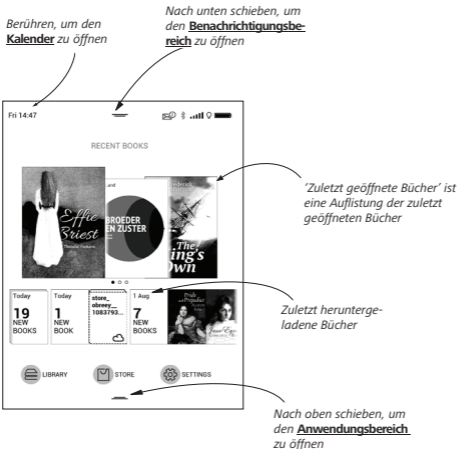 Berühren, um den
Kalender zu öffnen
Nach unten schieben, um
den Benachrichtigungsbe-
reich zu öffnen
Fri 14:47
RECENT BOOKS
Effie
Briest
BROEDER
EN ZUSTER
The
Own
'Zuletzt geöffnete Bücher' ist
eine Auflistung der zuletzt
geöffneten Bücher
Today
19
NEW
BOOKS
Today
1
NEW
BOOK
store_
obreey_
1083793...
1 Aug
7
NEW
BOOKS
Pride
and Prejudice
Zuletzt herunterge-
ladene Bücher
LIBRARY
STORE
SETTINGS
Nach oben schieben, um
den Anwendungsbereich
zu öffnen